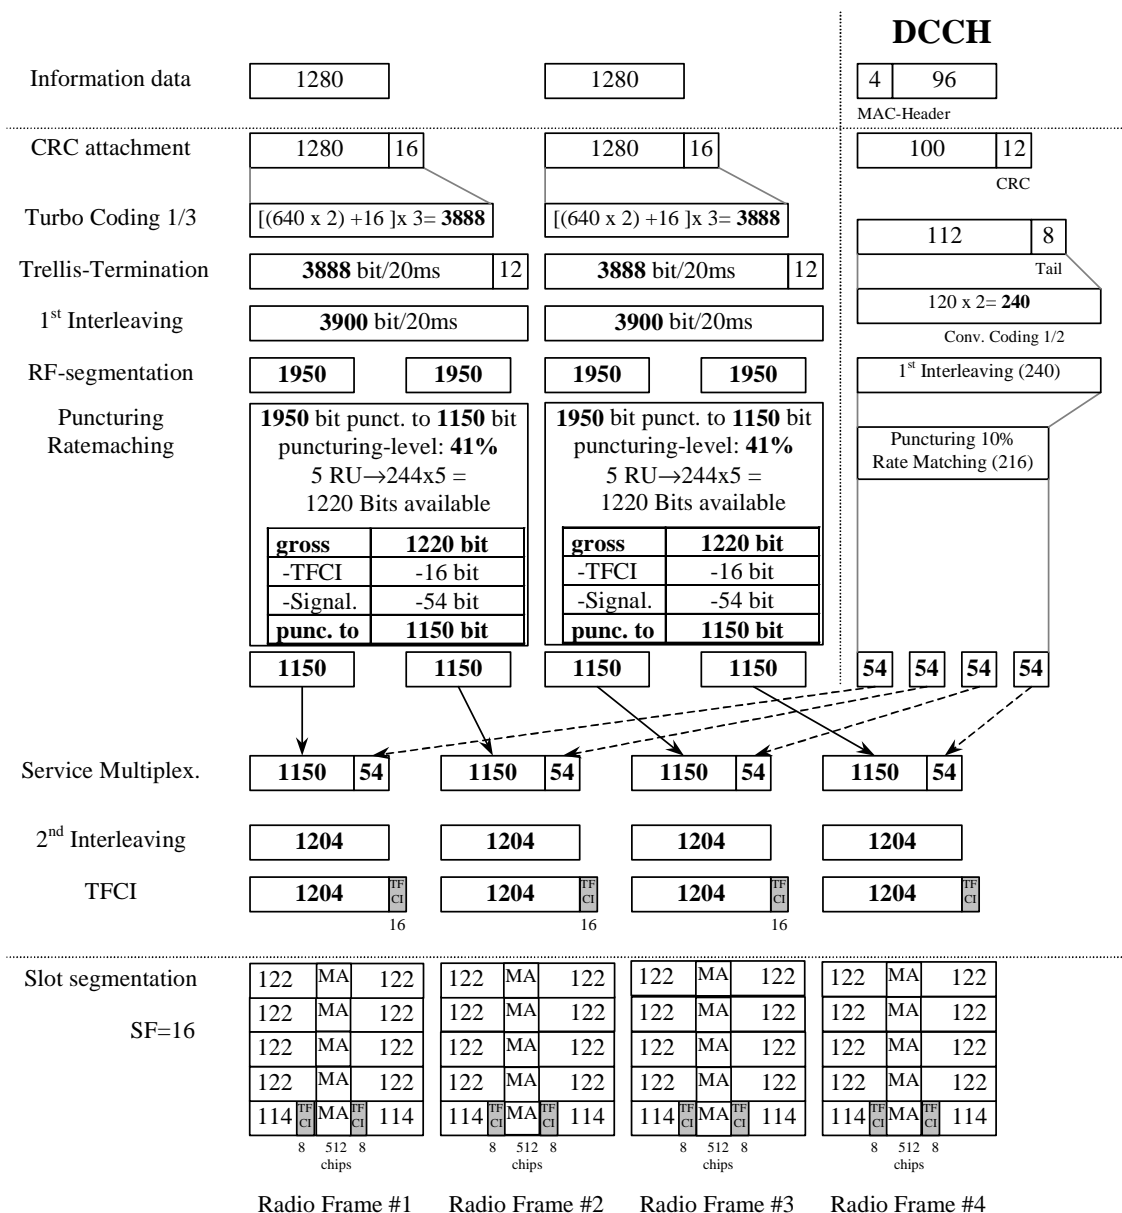 DCCH
Information data 1280 1280 4 96
MAC-Header
CRC attachment 1280 16 1280 16 100 12
CRC
Turbo Coding 1/3 [(640 x 2) +16 ]x 3= 3888 [(640 x 2) +16 ]x 3= 3888
112 8
Trellis-Termination 3888 bit/20ms 12 3888 bit/20ms 12
Tail
120 x 2= 240
1st Interleaving 3900 bit/20ms 3900 bit/20ms
Conv. Coding 1/2
RF-segmentation 1950 1950 1950 1950 1st Interleaving (240)
Puncturing
Ratemaching
1950 bit punct. to 1150 bit
puncturing-level: 41%
5 RU→244x5 =
1220 Bits available
gross 1220 bit
-TFCI -16 bit
-Signal. -54 bit
punc. to 1150 bit
1950 bit punct. to 1150 bit
puncturing-level: 41%
5 RU→244x5 =
1220 Bits available
gross 1220 bit
-TFCI -16 bit
-Signal. -54 bit
punc. to 1150 bit
Puncturing 10%
Rate Matching (216)
1150 1150 1150 1150 54 54 54 54
Service Multiplex. 1150 54 1150 54 1150 54 1150 54
2nd Interleaving 1204 1204 1204 1204
TFCI 1204 TF CI 1204 TF CI 1204 TF CI 1204 TF CI
16 16 16
Slot segmentation 122 MA 122 122 MA 122 122 MA 122 122 MA 122
SF=16 122 MA 122 122 MA 122 122 MA 122 122 MA 122
122 MA 122 122 MA 122 122 MA 122 122 MA 122
122 MA 122 122 MA 122 122 MA 122 122 MA 122
114 TF CI MA TF CI 114 114 TF CI MA TF CI 114 114 TF CI MA TF CI 114 114 TF CI MA TF CI 114
8 512 8 8 512 8 8 512 8 8 512 8
chips chips chips chips
Radio Frame #1 Radio Frame #2 Radio Frame #3 Radio Frame #4